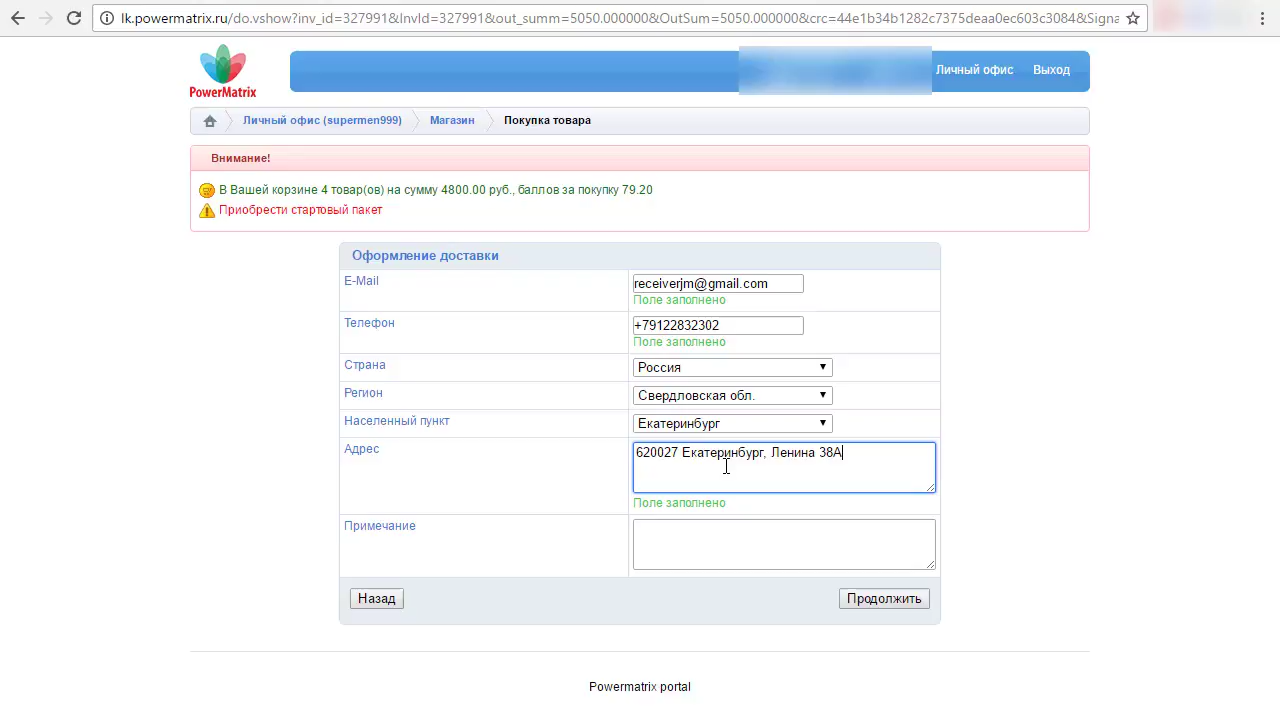 lk.powermatrix.ru/do.vshow?inv_id=327991&InvId=327991&out_summ=5050.000000&OutSum=5050.000000&crc=44e1b34b1282c7375deaa0ec603c3084&Signa
PowerMatrix
Личный офис Выход
Личный офис (supermen999) Магазин Покупка товара
Внимание!
В Вашей корзине 4 товар(ов) на сумму 4800.00 руб., баллов за покупку 79.20
Приобрести стартовый пакет
Оформление доставки
E-Mail receiverjm@gmail.com
Поле заполнено
Телефон +79122832302
Поле заполнено
Страна Россия
Регион Свердловская обл.
Населенный пункт Екатеринбург
Адрес 620027 Екатеринбург, Ленина 38А
Поле заполнено
Примечание
Назад Продолжить
Powermatrix portal